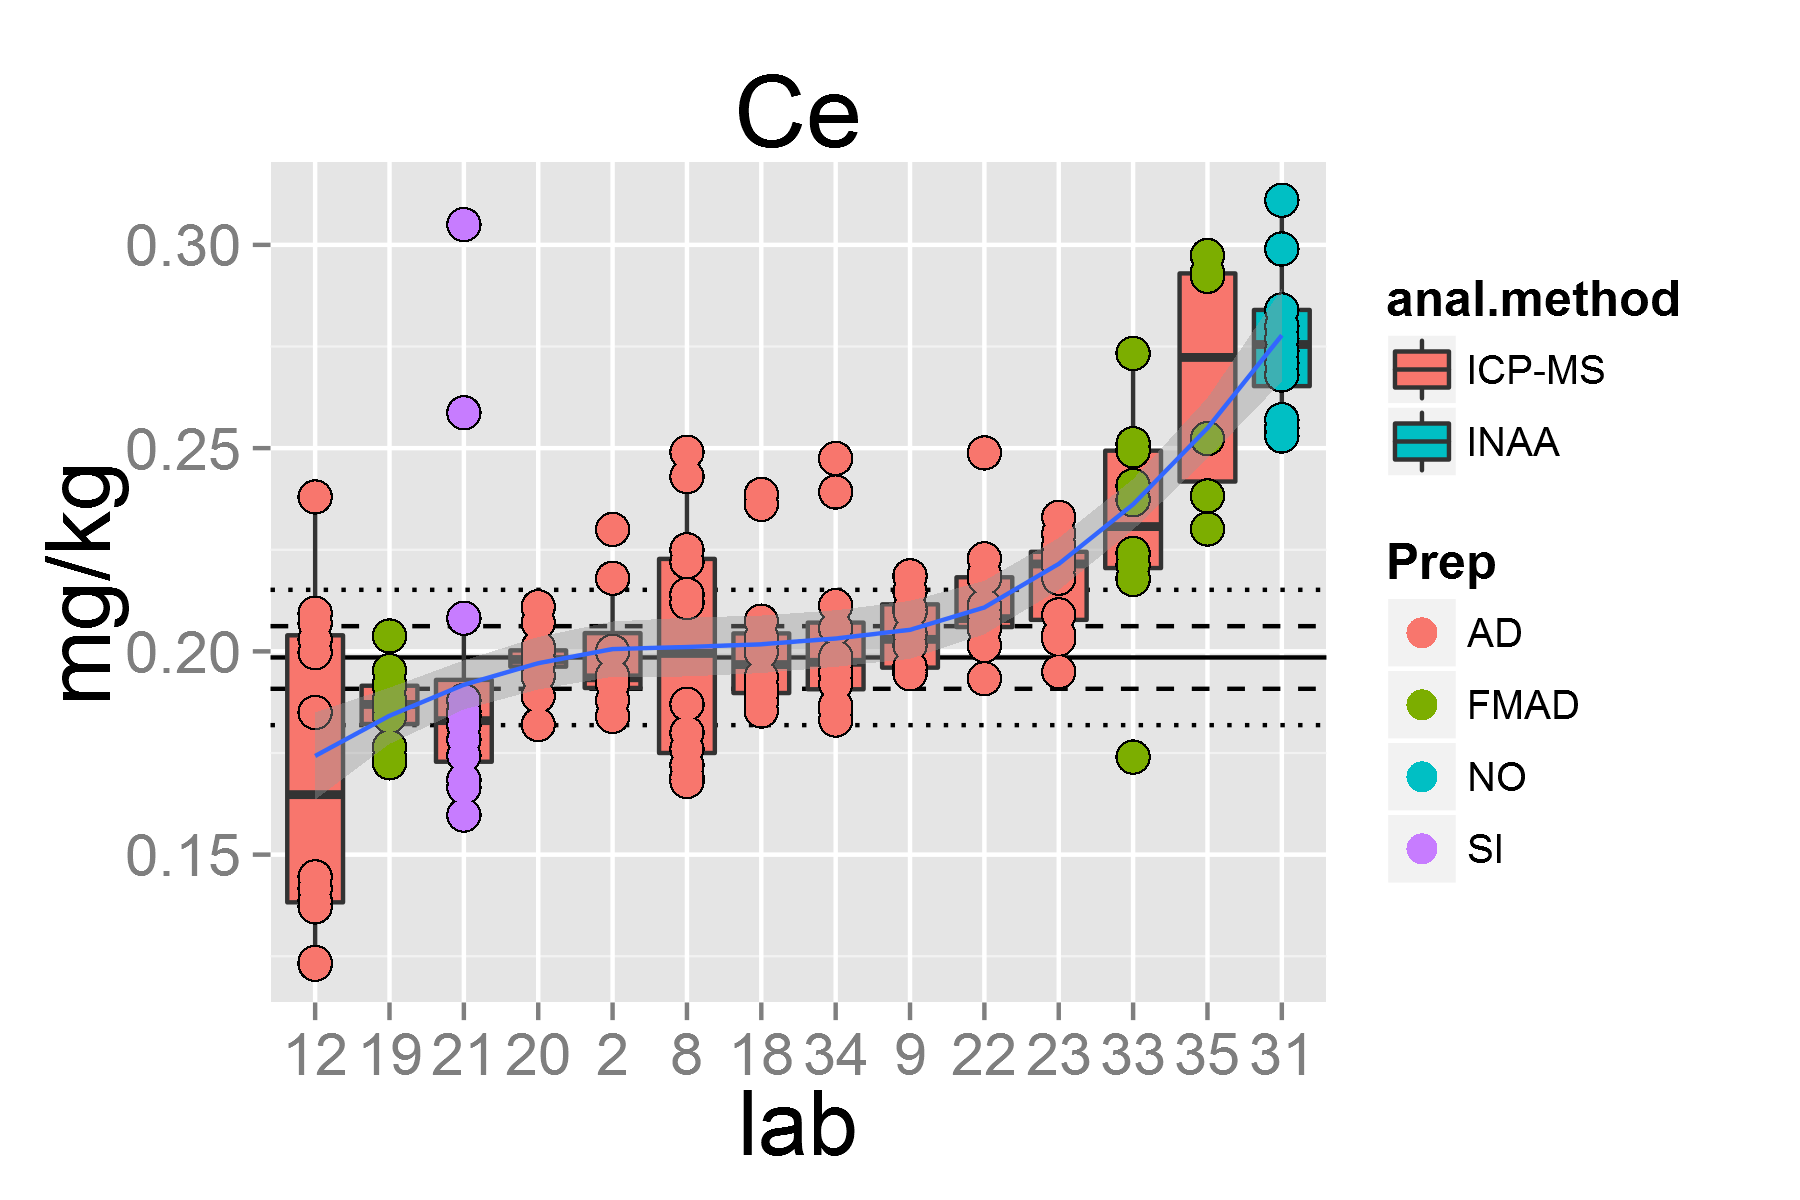 Ce
mg/kg
0.30
0.25
0.20
0.15
12 19 21 20 2 8 18 34 9 22 23 33 35 31
lab
anal.method
ICP-MS
INAA
Prep
AD
FMAD
NO
SI